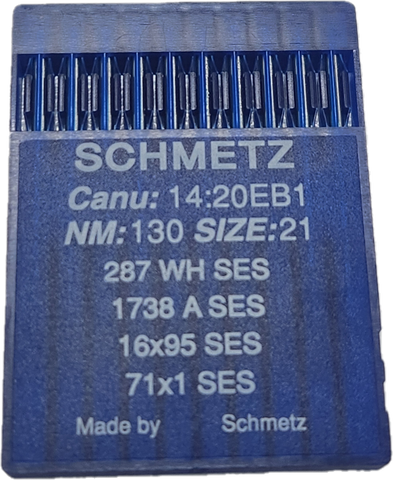 SCHMETZ
Canu: 14:20EB1
NM:130 SIZE:21
287 WH SES
1738 A SES
16x95 SES
71x1 SES
Made by Schmetz